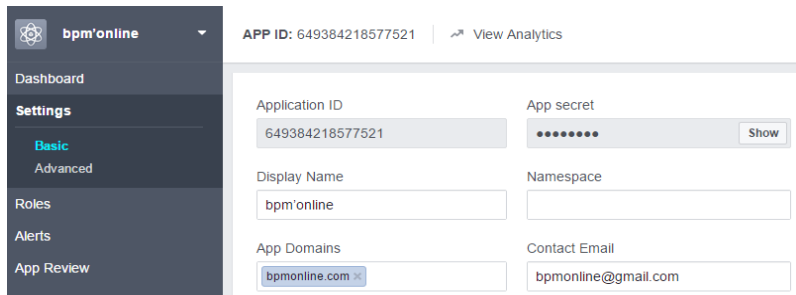 bpm'online
APP ID: 649384218577521
View Analytics
Dashboard
Settings
Basic
Advanced
Roles
Alerts
App Review
Application ID
App secret
649384218577521
●●●●●●●●
Show
Display Name
Namespace
bpm'online
App Domains
Contact Email
bpmonline.com ×
bpmonline@gmail.com